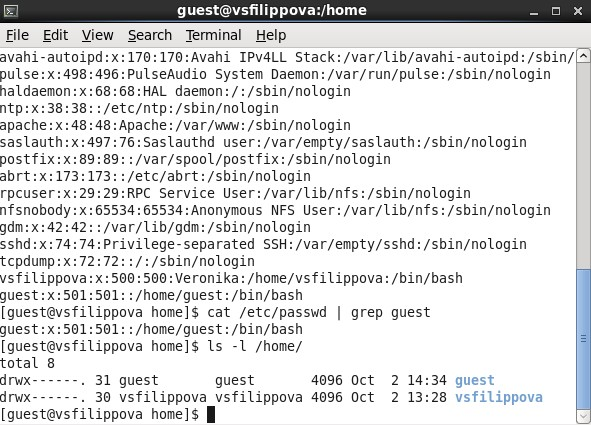 guest@vsfilippova:/home
File Edit View Search Terminal Help
avahi-autoipd:x:170:170:Avahi IPv4LL Stack:/var/lib/avahi-autoipd:/sbin/
pulse:x:498:496:PulseAudio System Daemon:/var/run/pulse:/sbin/nologin
haldaemon:x:68:68:HAL daemon:/:/sbin/nologin
ntp:x:38:38::/etc/ntp:/sbin/nologin
apache:x:48:48:Apache:/var/www:/sbin/nologin
saslauth:x:497:76:Saslauthd user:/var/empty/saslauth:/sbin/nologin
postfix:x:89:89::/var/spool/postfix:/sbin/nologin
abrt:x:173:173::/etc/abrt:/sbin/nologin
rpcuser:x:29:29:RPC Service User:/var/lib/nfs:/sbin/nologin
nfsnobody:x:65534:65534:Anonymous NFS User:/var/lib/nfs:/sbin/nologin
gdm:x:42:42::/var/lib/gdm:/sbin/nologin
sshd:x:74:74:Privilege-separated SSH:/var/empty/sshd:/sbin/nologin
tcpdump:x:72:72::/:/sbin/nologin
vsfilippova:x:500:500:Veronika:/home/vsfilippova:/bin/bash
guest:x:501:501::/home/guest:/bin/bash
[guest@vsfilippova home]$ cat /etc/passwd | grep guest
guest:x:501:501::/home/guest:/bin/bash
[guest@vsfilippova home]$ ls -l /home/
total 8
drwx------. 31 guest       guest       4096 Oct  2 14:34 guest
drwx------. 30 vsfilippova vsfilippova 4096 Oct  2 13:28 vsfilippova
[guest@vsfilippova home]$